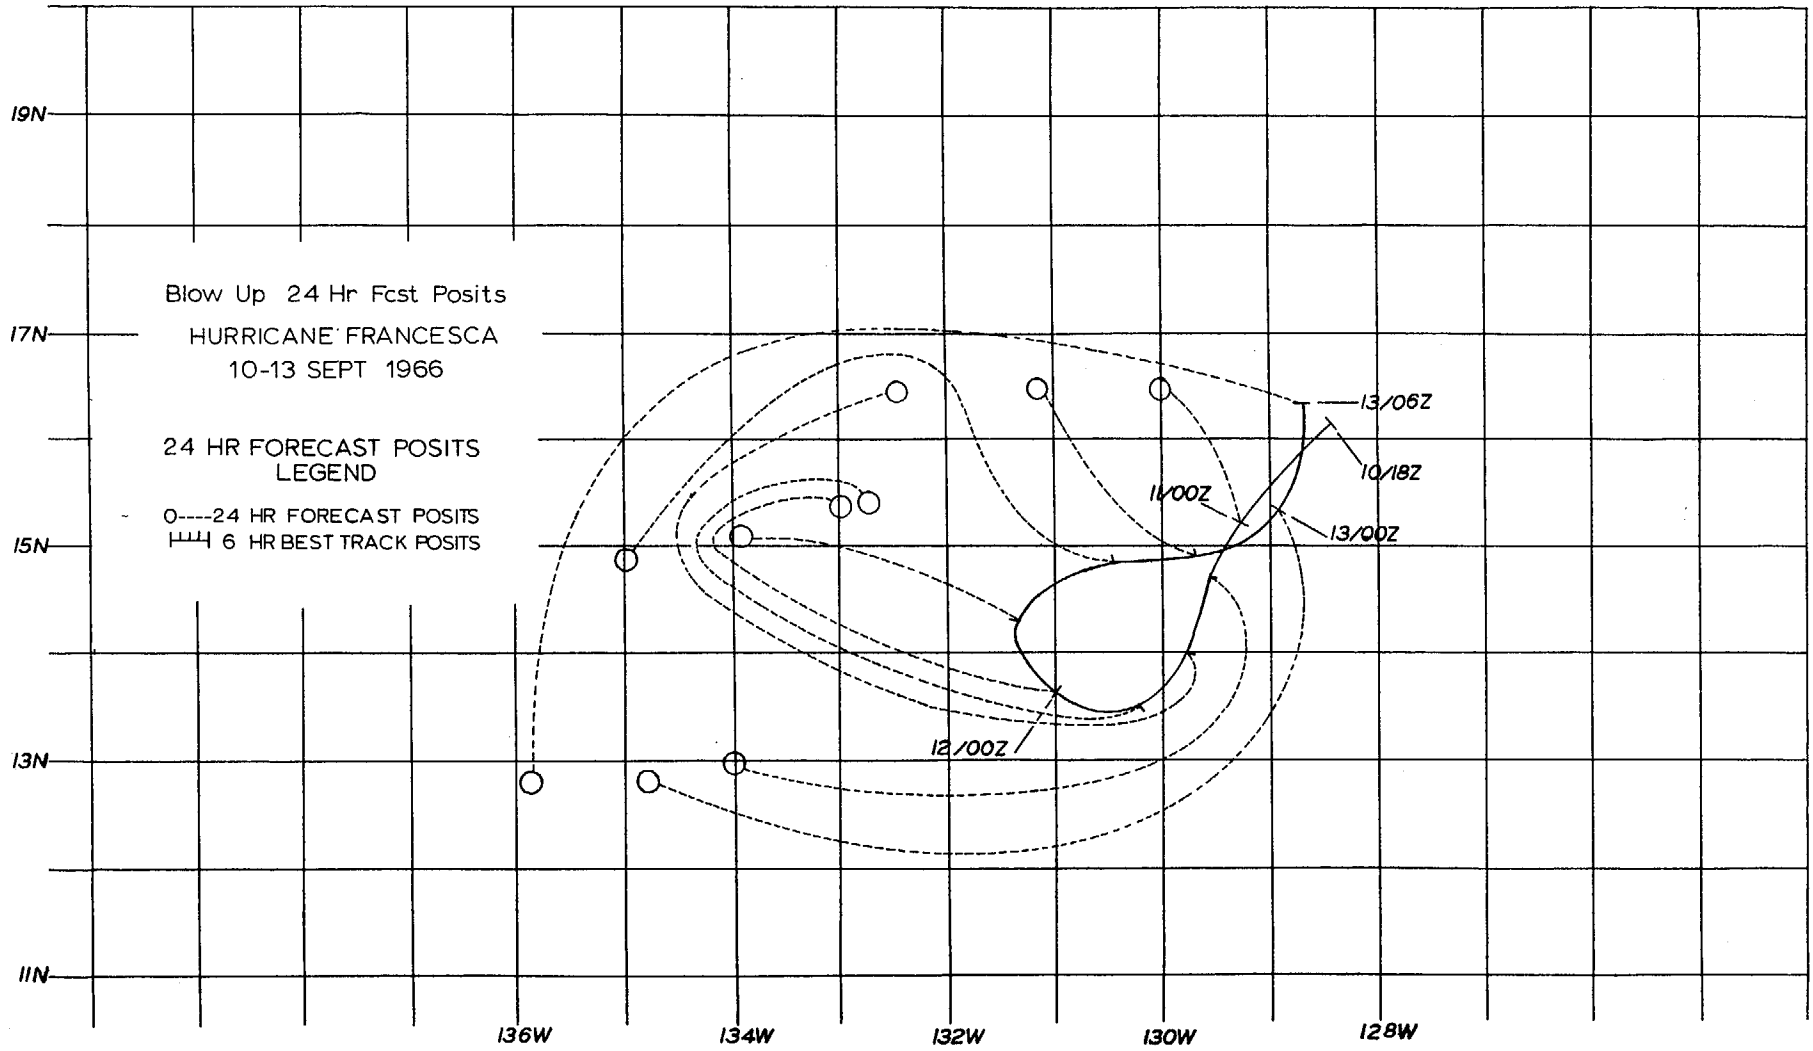 19N
Blow Up 24 Hr Fcst Posits
17N
HURRICANE FRANCESCA
10-13 SEPT 1966
13/06Z
24 HR FORECAST POSITS
LEGEND
10/18Z
11/00Z
O----24 HR FORECAST POSITS
13/00Z
6 HR BEST TRACK POSITS
15N
12/00Z
13N
11N
136W
134W
132W
130W
128W